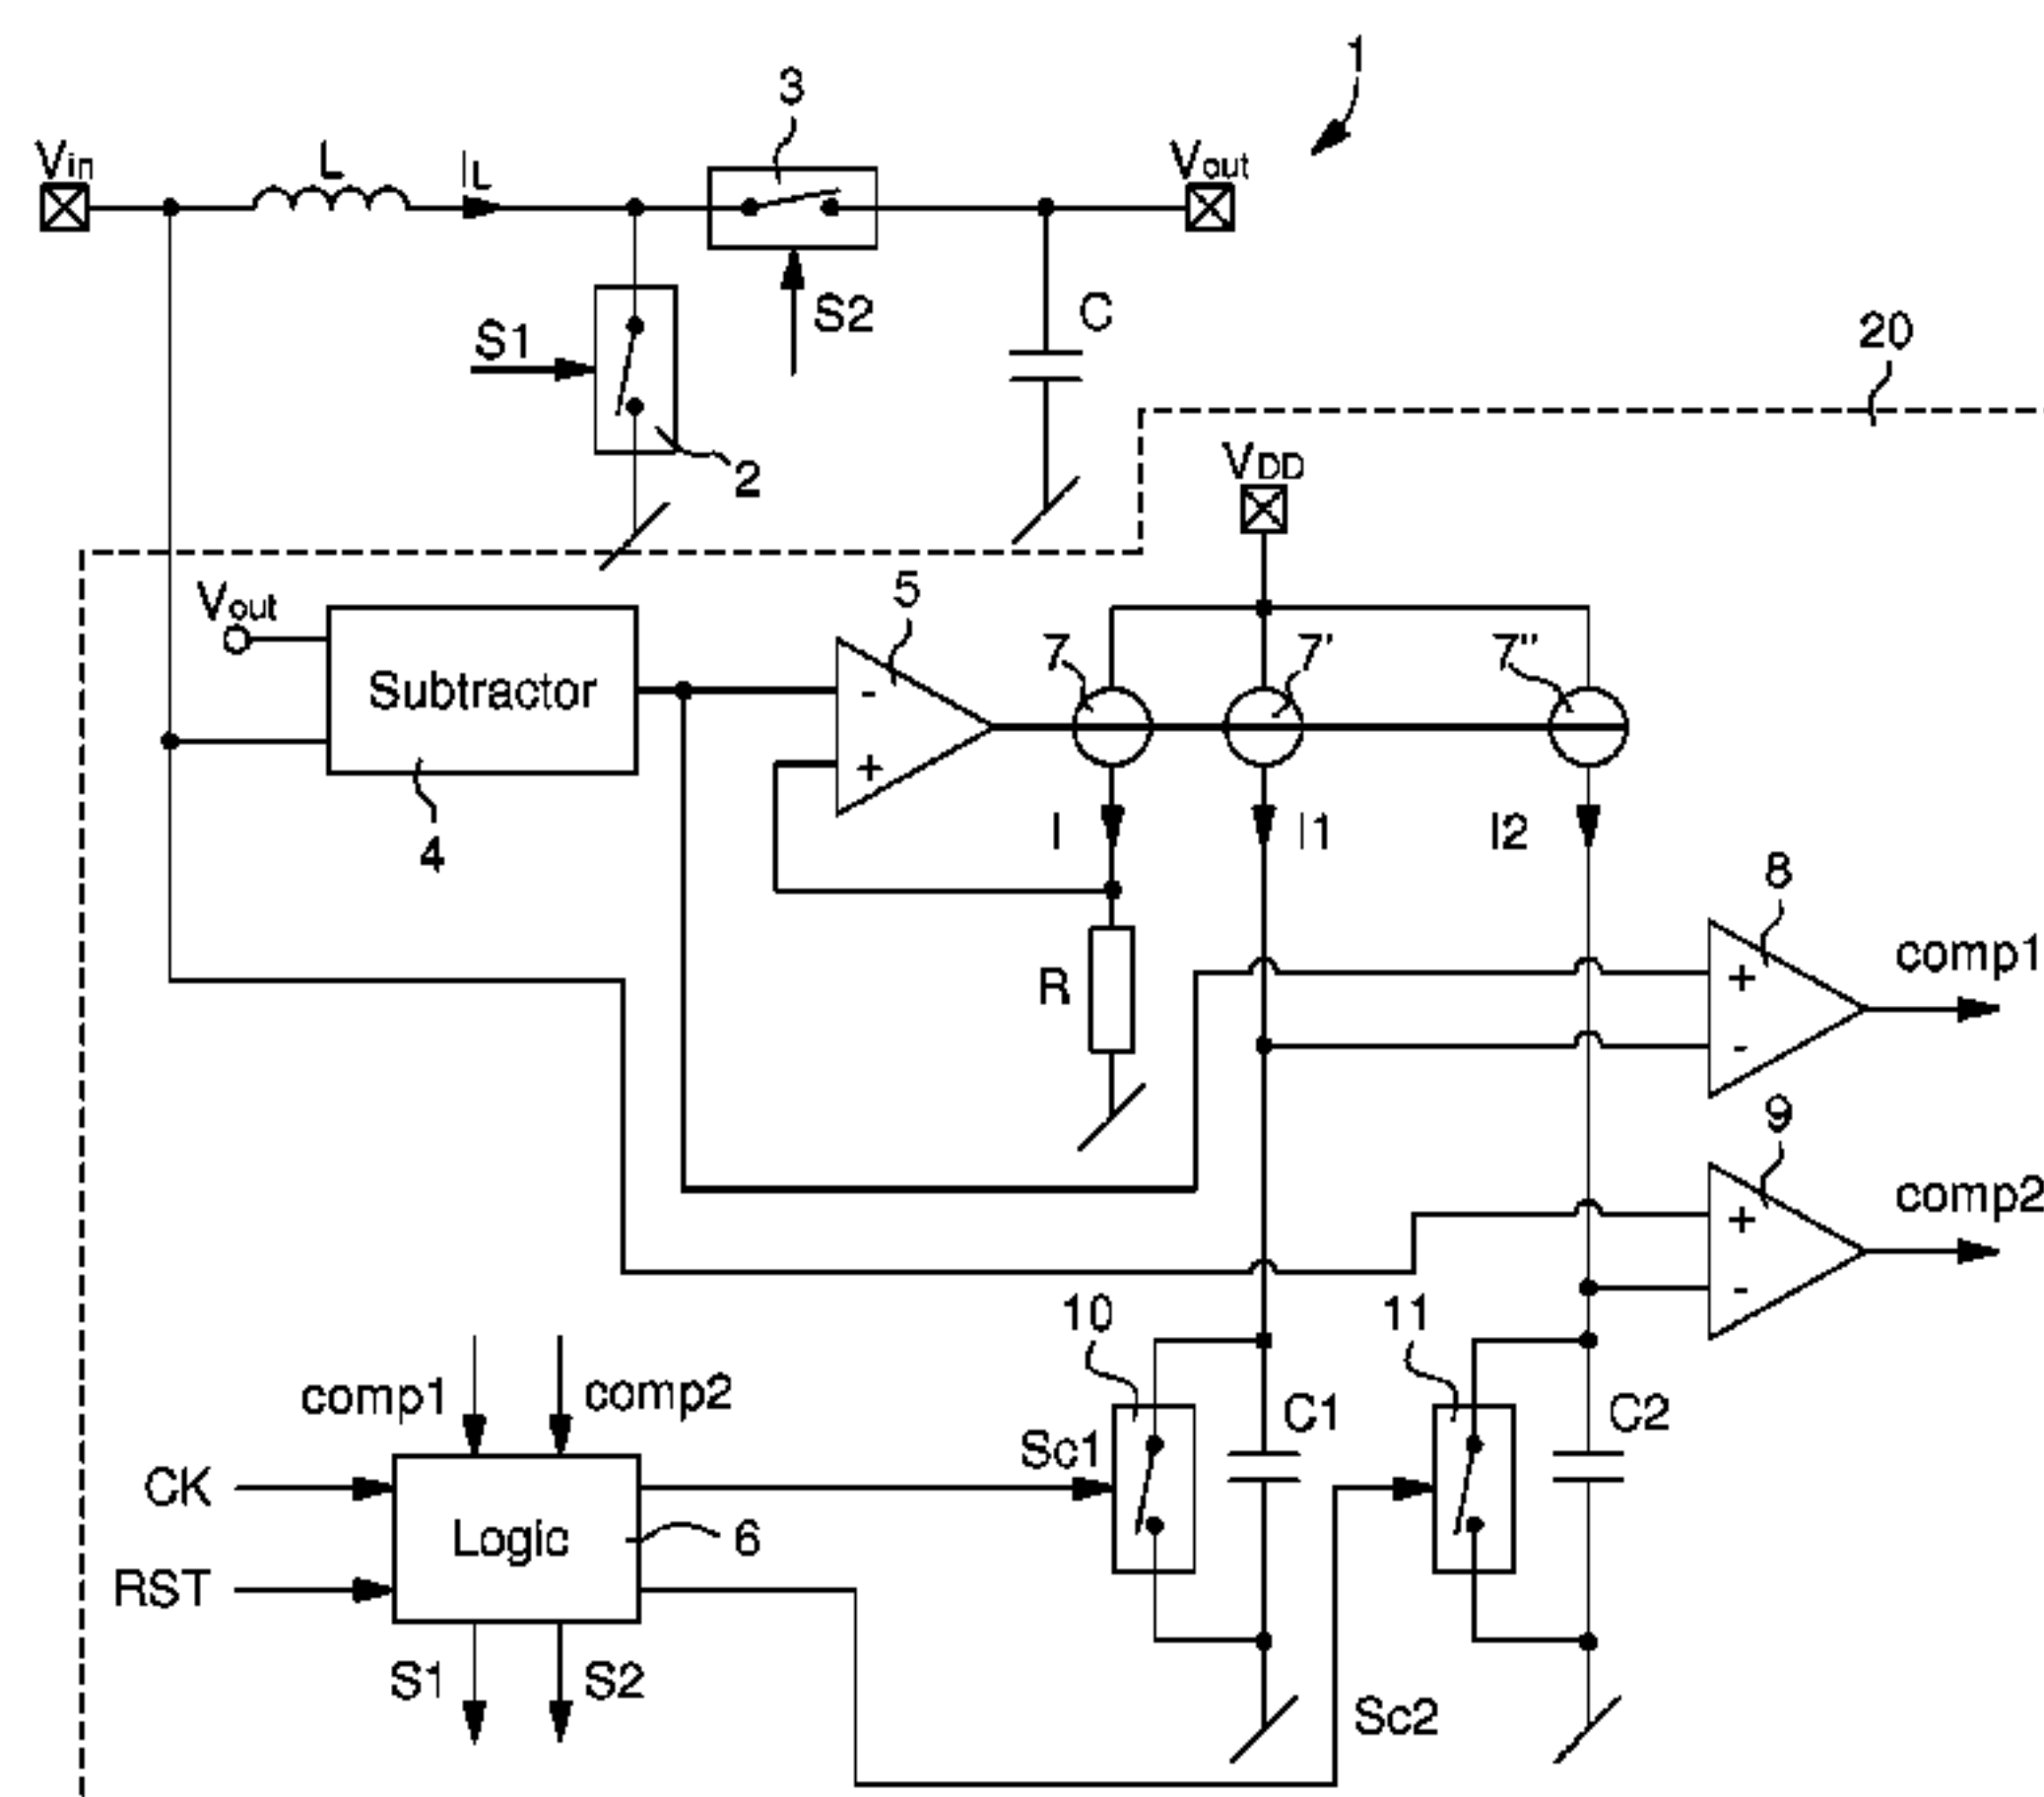 1
3
Vin
L
IL
Vout
S2
C
S1
2
20
VDD
Vout
5
7
7'
7"
Subtractor
-
+
4
I
I1
I2
8
comp1
+
-
R
9
comp2
+
-
10
11
comp1
comp2
C1
C2
Sc1
CK
Logic
6
RST
S1
S2
Sc2